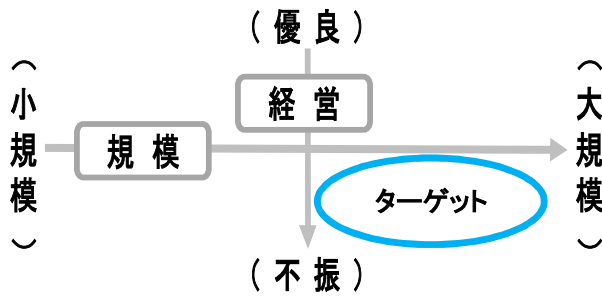 （優良）
経営
（小規模）
規模
（大規模）
ターゲット
（不振）